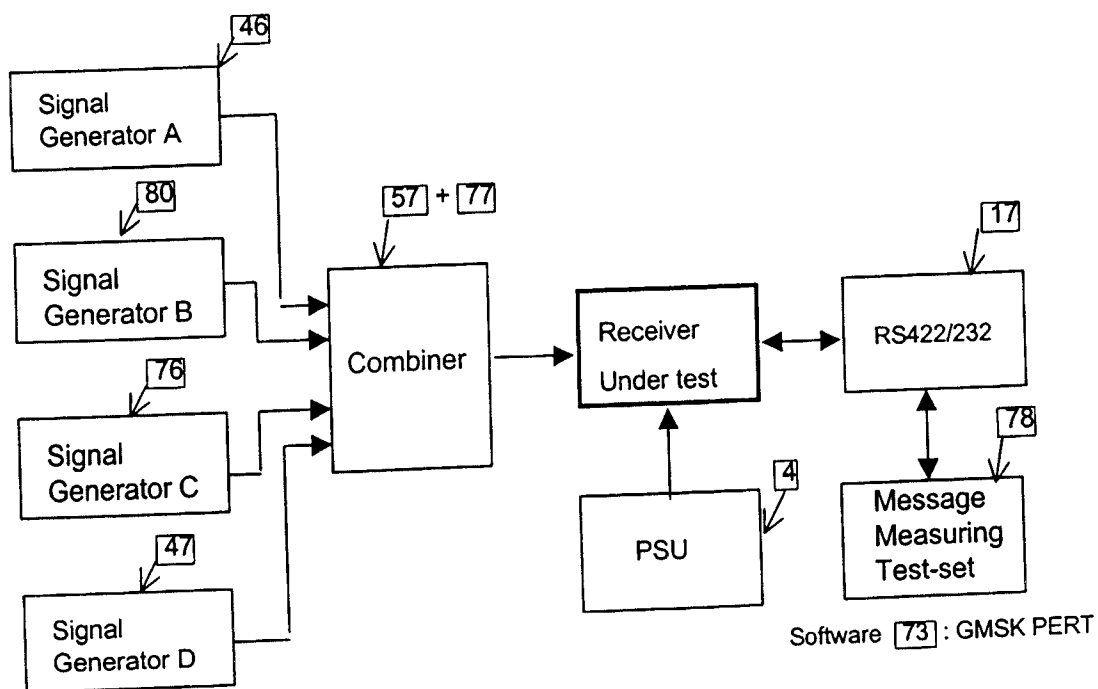 46
Signal
Generator A
80
Signal
Generator B
76
Signal
Generator C
47
Signal
Generator D
57 + 77
Combiner
Receiver
Under test
17
RS422/232
4
PSU
78
Message
Measuring
Test-set
Software 73 : GMSK PERT